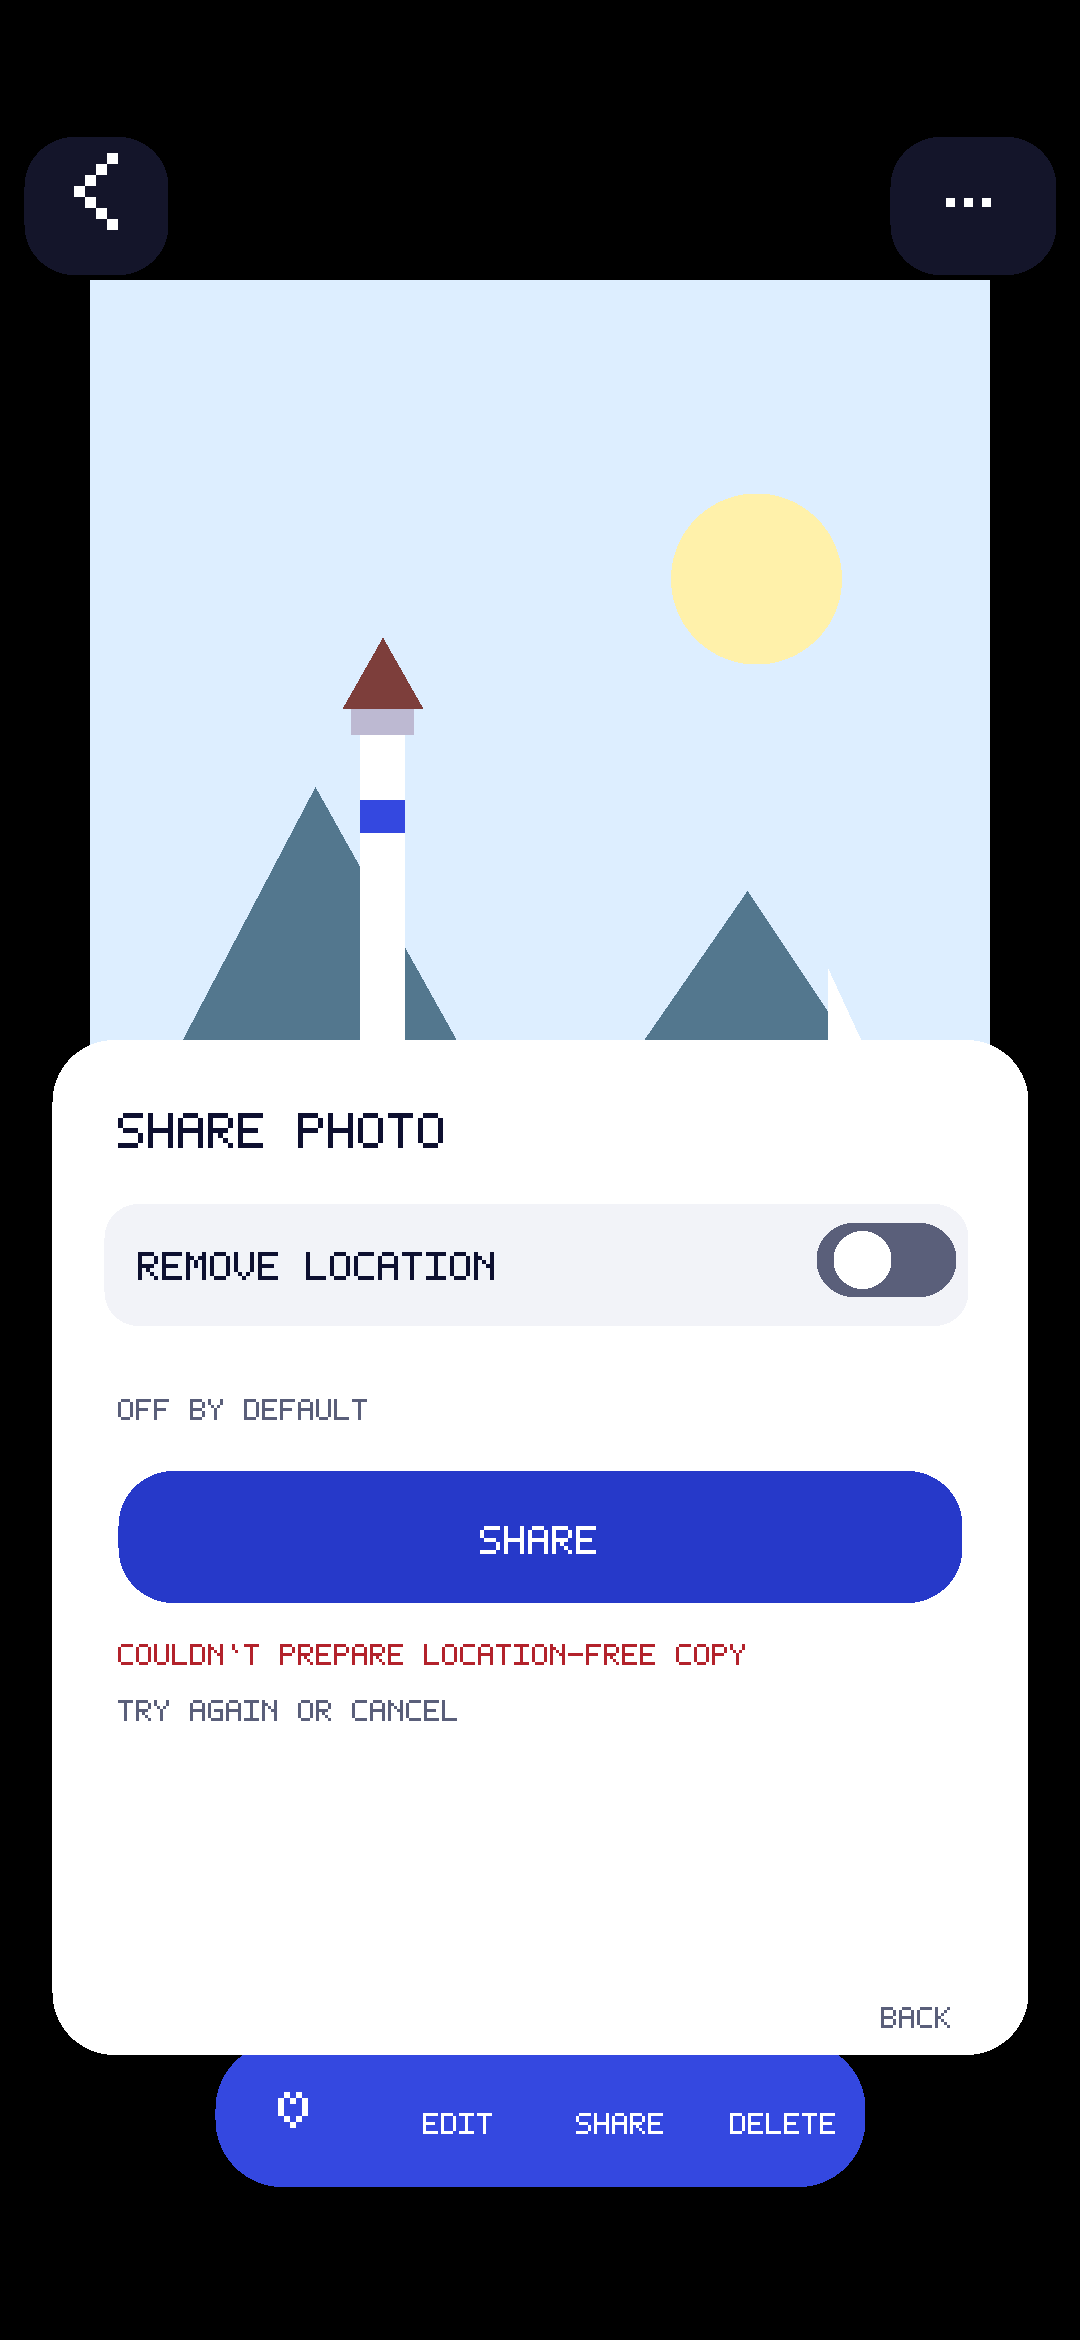 ...
SHARE PHOTO
REMOVE LOCATION
OFF BY DEFAULT
SHARE
COULDN'T PREPARE LOCATION-FREE COPY
TRY AGAIN OR CANCEL
BACK
EDIT SHARE DELETE